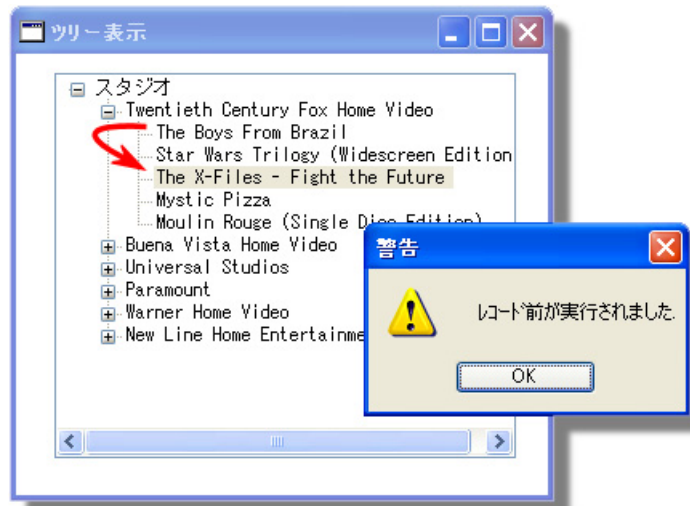 ツリー表示
スタジオ
Twentieth Century Fox Home Video
The Boys From Brazil
Star Wars Trilogy (Widescreen Edition
The X-Files - Fight the Future
Mystic Pizza
Moulin Rouge (Single Disc Edition)
Buena Vista Home Video
Universal Studios
Paramount
Warner Home Video
New Line Home Entertainme
警告
レコード前が実行されました.
OK